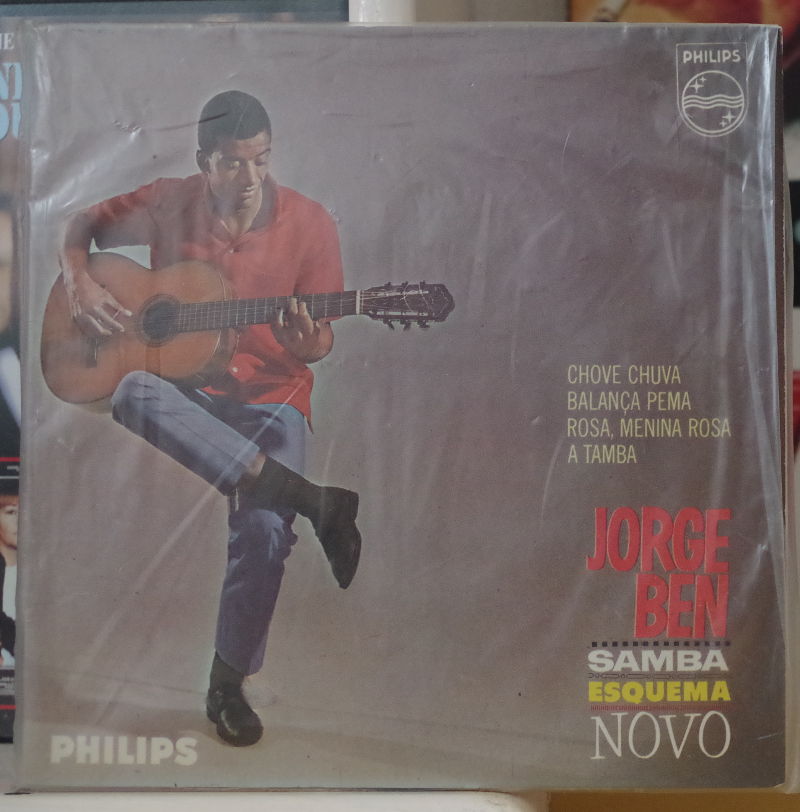 PHILIPS
CHOVE CHUVA
BALANÇA PEMA
ROSA, MENINA ROSA
A TAMBA
JORGE
BEN
SAMBA
ESQUEMA
NOVO
PHILIPS